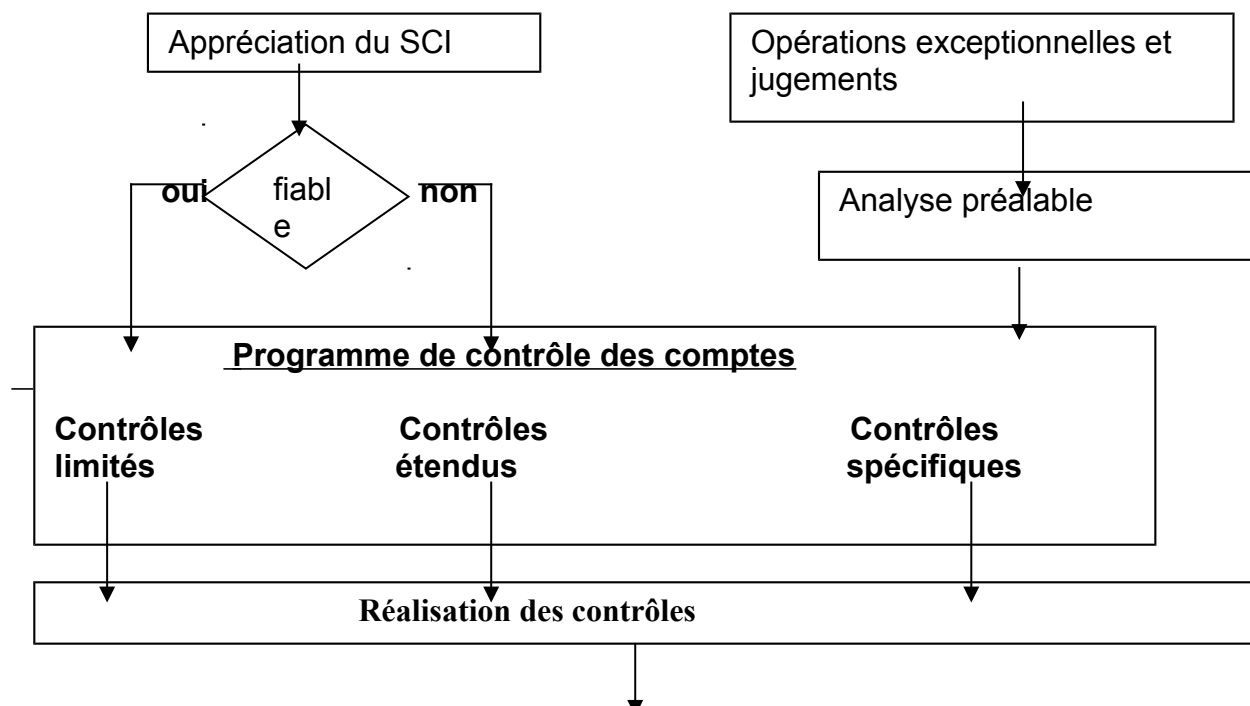 Appréciation du SCI
Opérations exceptionnelles et
jugements
oui
fiabl
e
non
Analyse préalable
Programme de contrôle des comptes
Contrôles
limités
Contrôles
étendus
Contrôles
spécifiques
Réalisation des contrôles